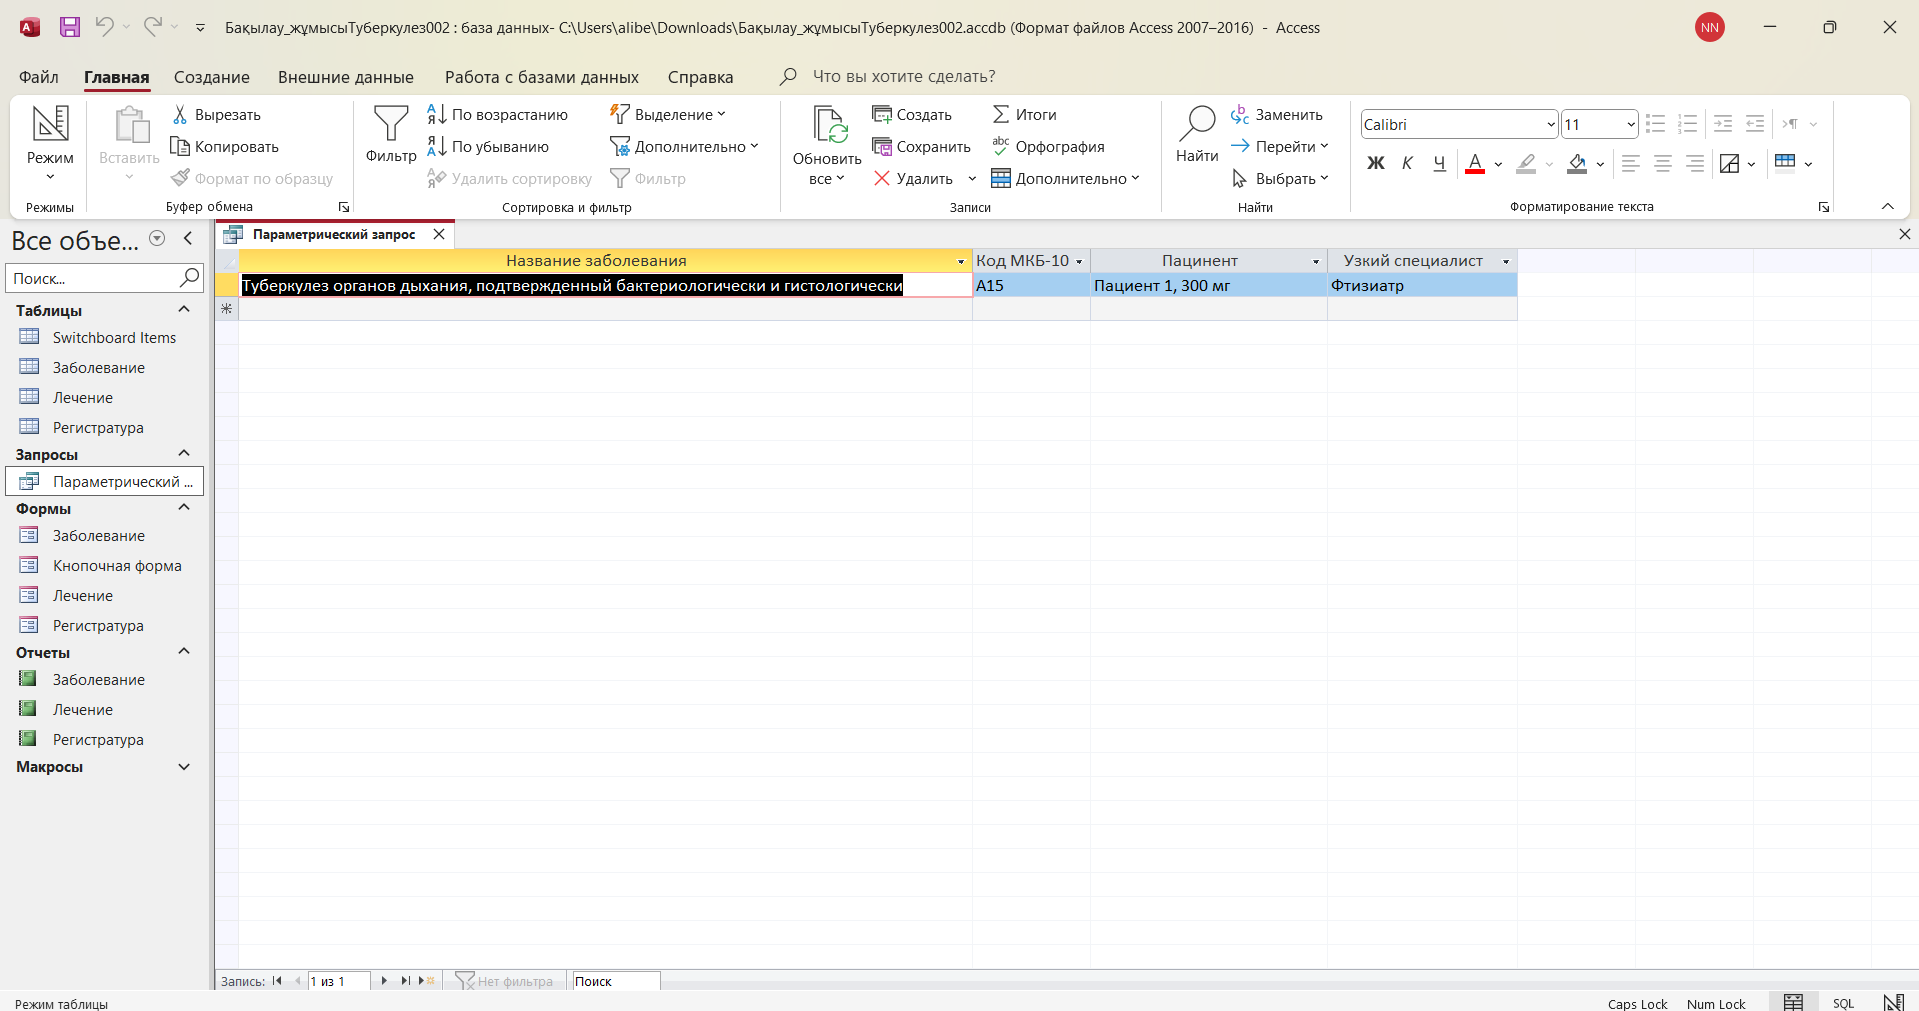 Бақылау_жұмысыТуберкулез002 : база данных- C:\Users\alibe\Downloads\Бақылау_жұмысыТуберкулез002.accdb (Формат файлов Access 2007–2016) - Access
NN
Файл Главная Создание Внешние данные Работа с базами данных Справка Что вы хотите сделать?
Режим
Режимы
Вставить
Вырезать
Копировать
Формат по образцу
Буфер обмена
Фильтр
По возрастанию
По убыванию
Удалить сортировку
Выделение
Дополнительно
Фильтр
Сортировка и фильтр
Обновить
все
Создать
Сохранить
Удалить
Итоги
Орфография
Дополнительно
Записи
Найти
Заменить
Перейти
Выбрать
Найти
Calibri 11
Ж К Ч А
Форматирование текста
Все объе...
Поиск...
Таблицы
Switchboard Items
Заболевание
Лечение
Регистратура
Запросы
Параметрический ...
Формы
Заболевание
Кнопочная форма
Лечение
Регистратура
Отчеты
Заболевание
Лечение
Регистратура
Макросы
Параметрический запрос
Название заболевания Код МКБ-10 Пацинент Узкий специалист
Туберкулез органов дыхания, подтвержденный бактериологически и гистологически A15 Пациент 1, 300 мг Фтизиатр
Запись: 1 из 1 Нет фильтра Поиск
Режим таблицы Caps Lock Num Lock SQL